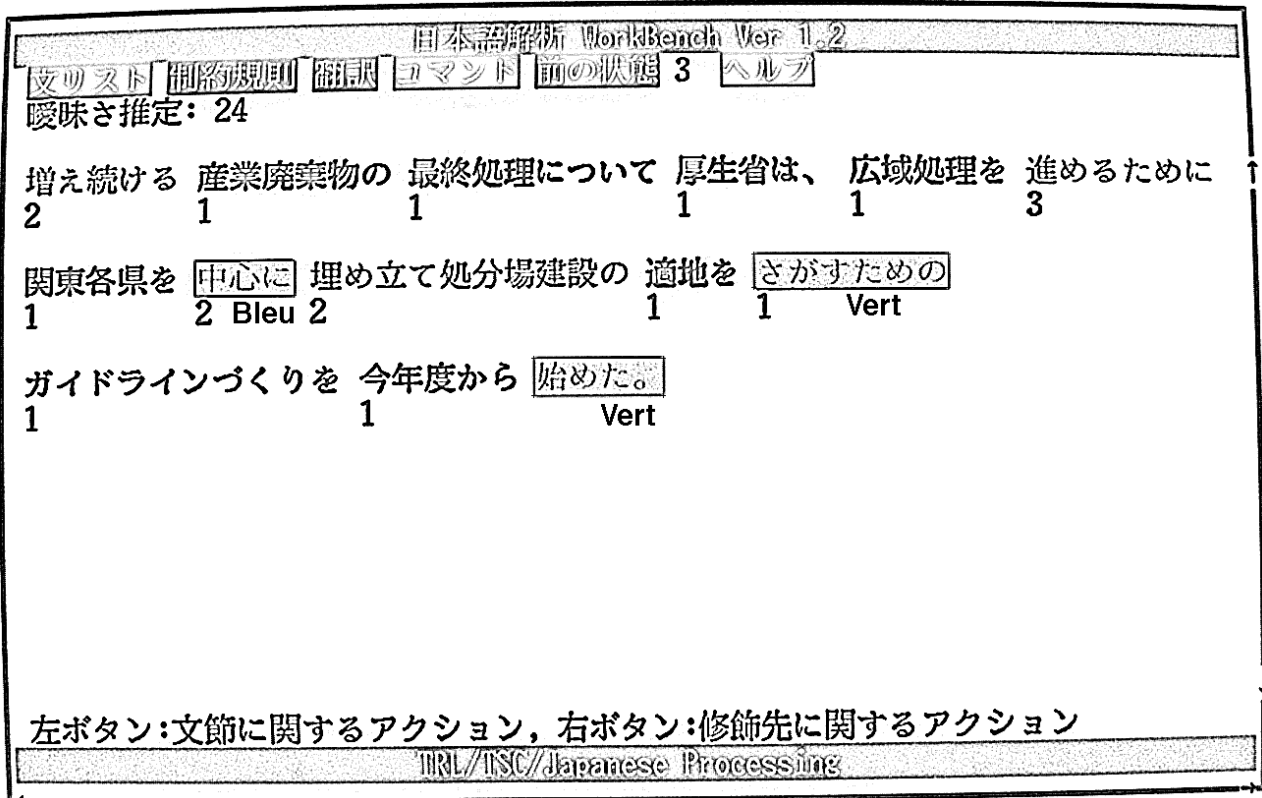 日本語解析 WorkBench Ver 1.2
文リスト 制約規則 翻訳 コマンド 前の状態 3 ヘルプ
曖昧さ推定: 24
増え続ける 産業廃棄物の 最終処理について 厚生省は、 広域処理を 進めるために
2 1 1 1 1 3
関東各県を 中心に 埋め立て処分場建設の 適地を さがすための
1 2 Bleu 2 1 1 Vert
ガイドラインづくりを 今年度から 始めた。
1 1 Vert
左ボタン:文節に関するアクション, 右ボタン:修飾先に関するアクション
TRL/TSC/Japanese Processing